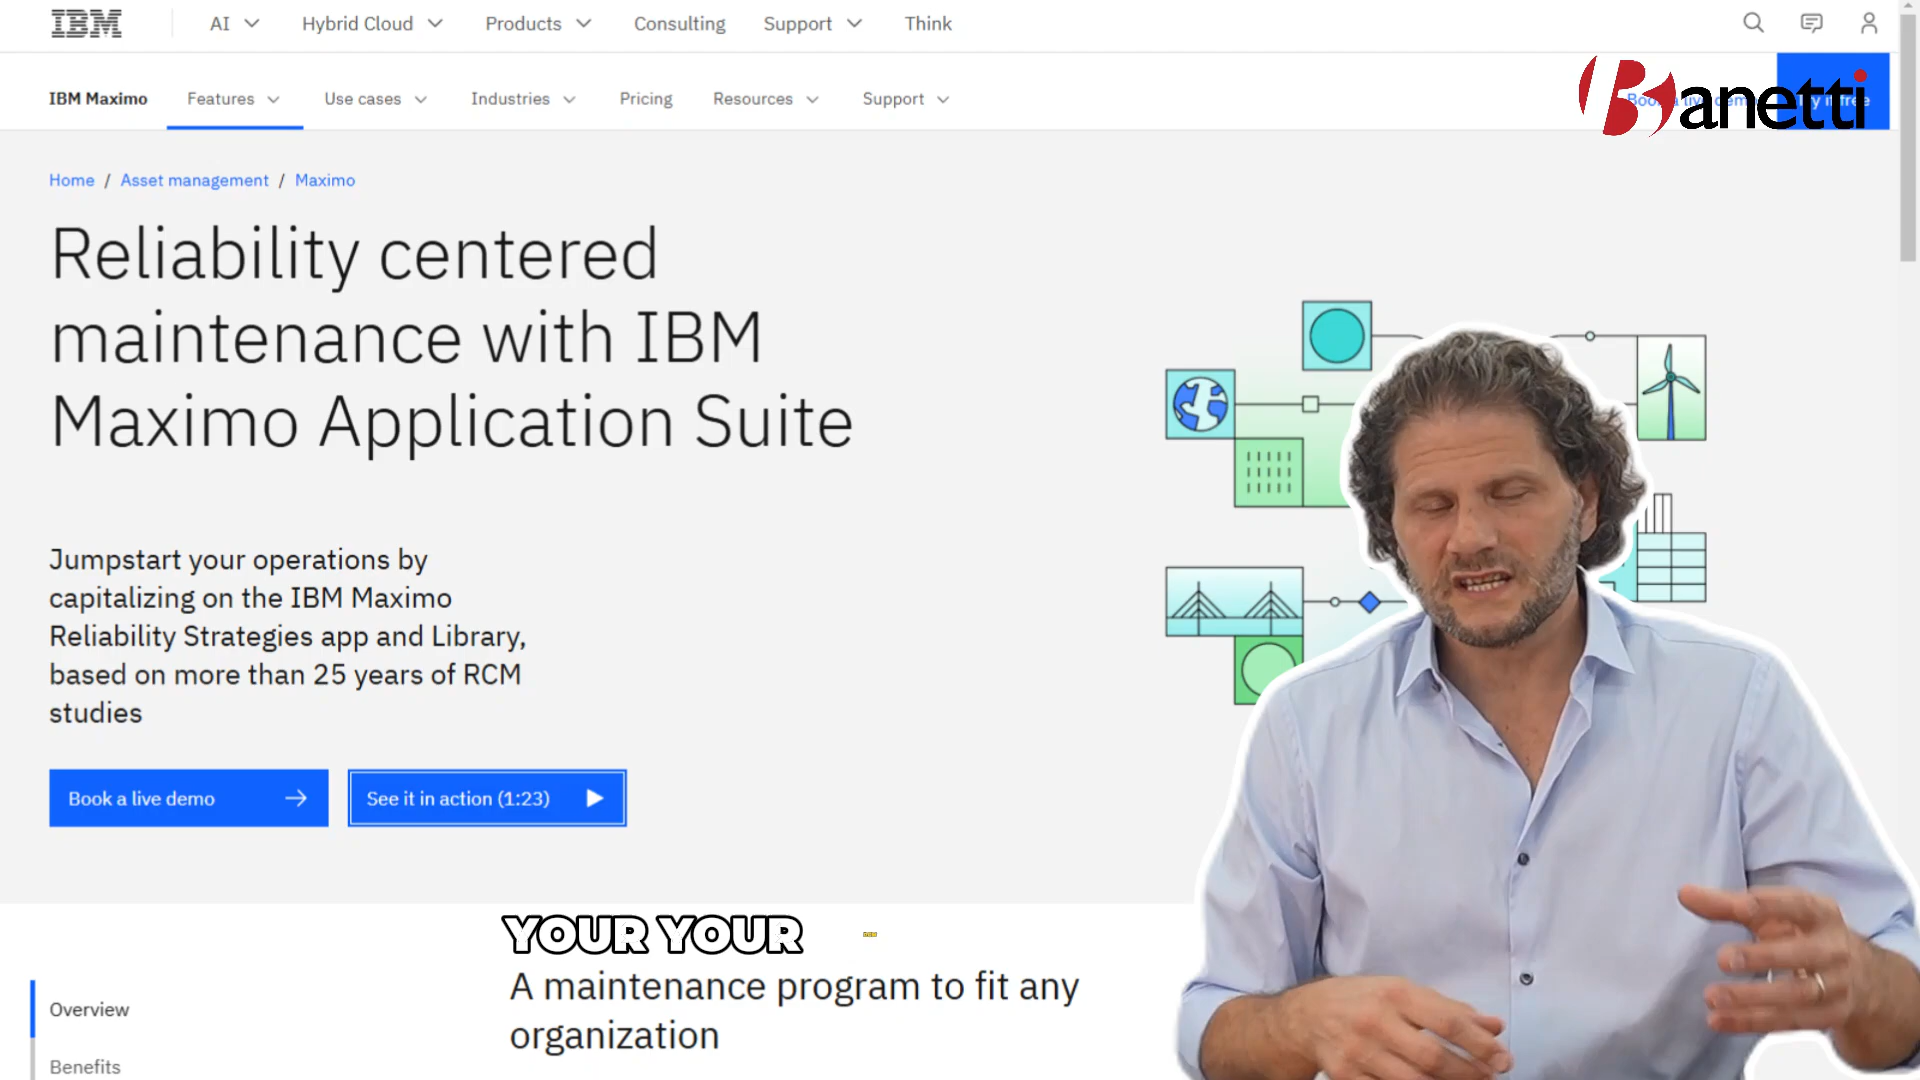 IBM
AI Hybrid Cloud Products Consulting Support Think
IBM Maximo Features Use cases Industries Pricing Resources Support
Banetti
Home / Asset management / Maximo
Reliability centered
maintenance with IBM
Maximo Application Suite
Jumpstart your operations by
capitalizing on the IBM Maximo
Reliability Strategies app and Library,
based on more than 25 years of RCM
studies
Book a live demo
See it in action (1:23)
YOUR YOUR
A maintenance program to fit any
organization
Overview
Benefits